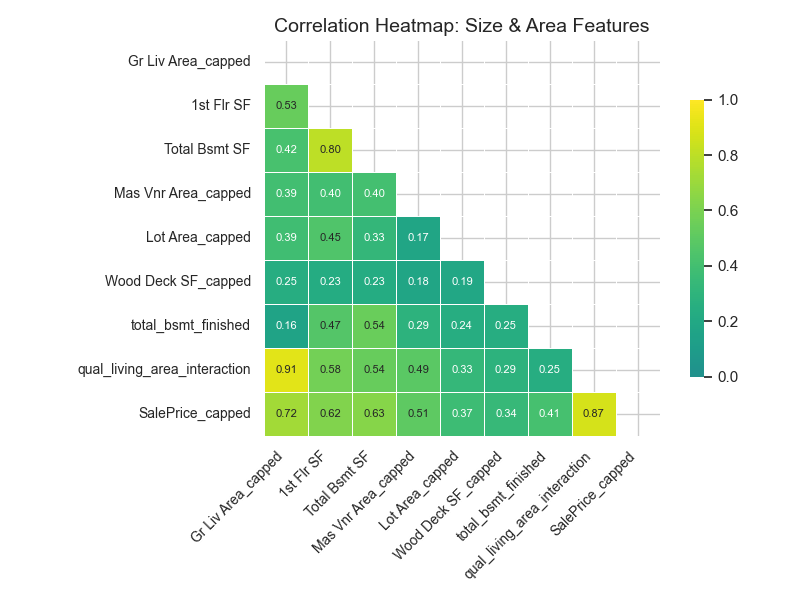 Correlation Heatmap: Size & Area Features
Gr Liv Area_capped
1st Flr SF
0.53
Total Bsmt SF
0.42 0.80
Mas Vnr Area_capped
0.39 0.40 0.40
Lot Area_capped
0.39 0.45 0.33 0.17
Wood Deck SF_capped
0.25 0.23 0.23 0.18 0.19
total_bsmt_finished
0.16 0.47 0.54 0.29 0.24 0.25
qual_living_area_interaction
0.91 0.58 0.54 0.49 0.33 0.29 0.25
SalePrice_capped
0.72 0.62 0.63 0.51 0.37 0.34 0.41 0.87
Gr Liv Area_capped
1st Flr SF
Total Bsmt SF
Mas Vnr Area_capped
Lot Area_capped
Wood Deck SF_capped
total_bsmt_finished
qual_living_area_interaction
SalePrice_capped
1.0
0.8
0.6
0.4
0.2
0.0